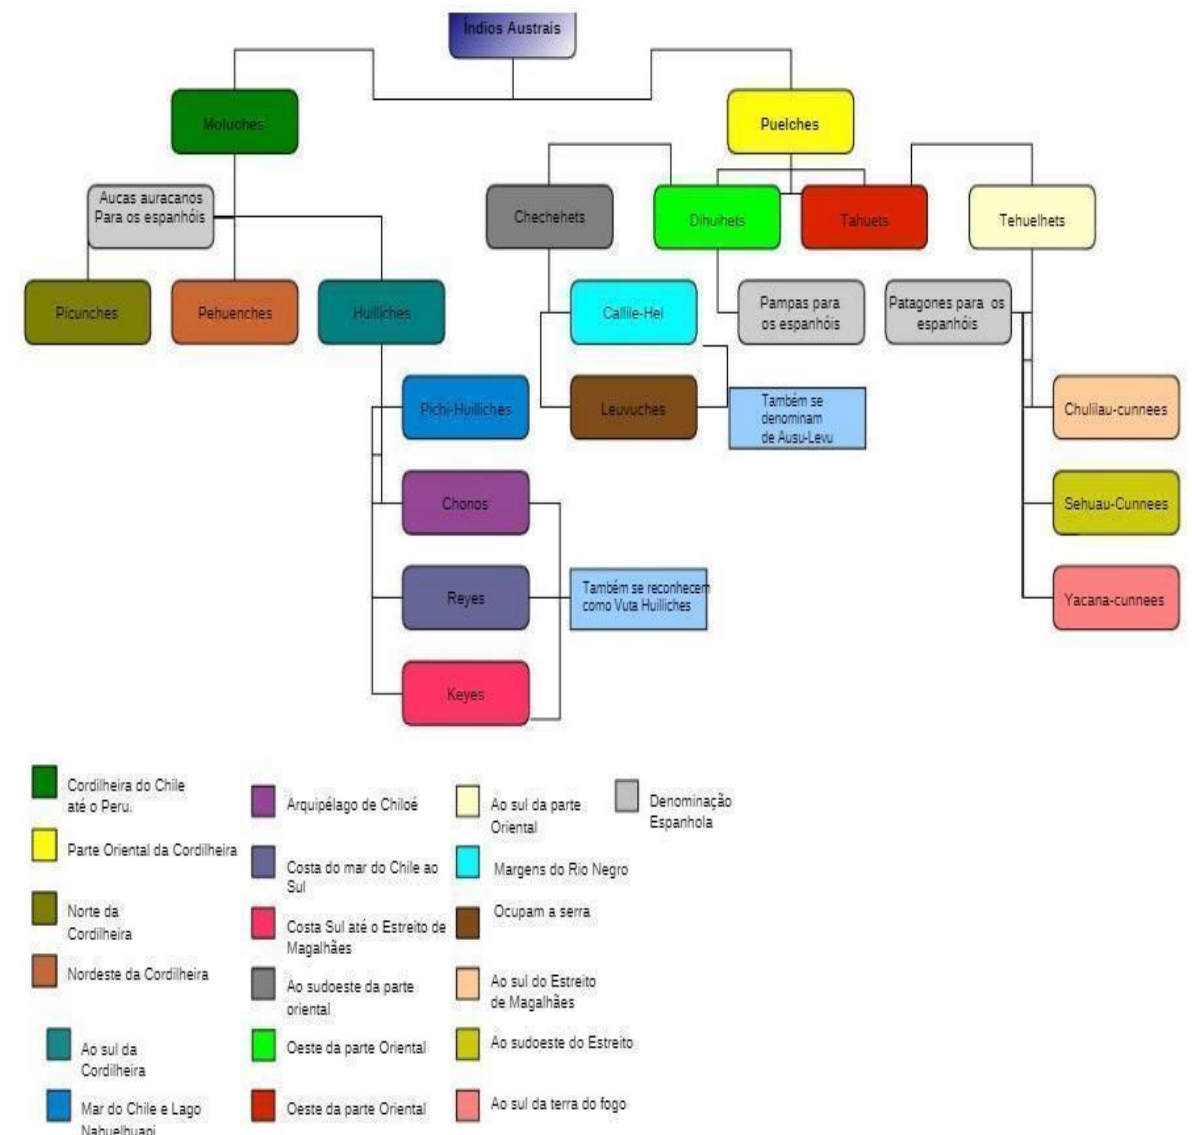 Índios Austrais
Moluches
Puelches
Aucas auracanos
Para os espanhóis
Chechehets
Dihuihets
Tahuets
Tehuelhets
Picunches
Pehuenches
Huilliches
Callile-Hel
Pampas para
os espanhóis
Patagones para os
espanhóis
Pichi-Huilliches
Leuvuches
Também se
denominam
de Ausu-Levu
Chulilau-cunnees
Chonos
Sehuau-Cunnees
Reyes
Também se reconhecem
como Vuta Huilliches
Yacana-cunnees
Keyes
Cordilheira do Chile
até o Peru.
Parte Oriental da Cordilheira
Norte da
Cordilheira
Nordeste da Cordilheira
Ao sul da
Cordilheira
Mar do Chile e Lago
Nahuelhuapi
Arquipélago de Chiloé
Costa do mar do Chile ao
Sul
Costa Sul até o Estreito de
Magalhães
Ao sudoeste da parte
oriental
Oeste da parte Oriental
Oeste da parte Oriental
Ao sul da parte
Oriental
Margens do Rio Negro
Ocupam a serra
Ao sul do Estreito
de Magalhães
Ao sudoeste do Estreito
Ao sul da terra do fogo
Denominação
Espanhola